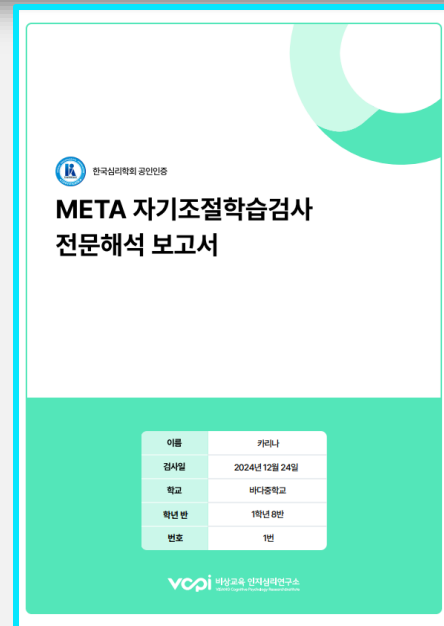 한국심리학회 공인인증
META 자기조절학습검사
전문해석 보고서
이름 카리나
검사일 2024년 12월 24일
학교 바다중학교
학년 반 1학년 8반
번호 1번
vcpi 비상교육 인지심리연구소